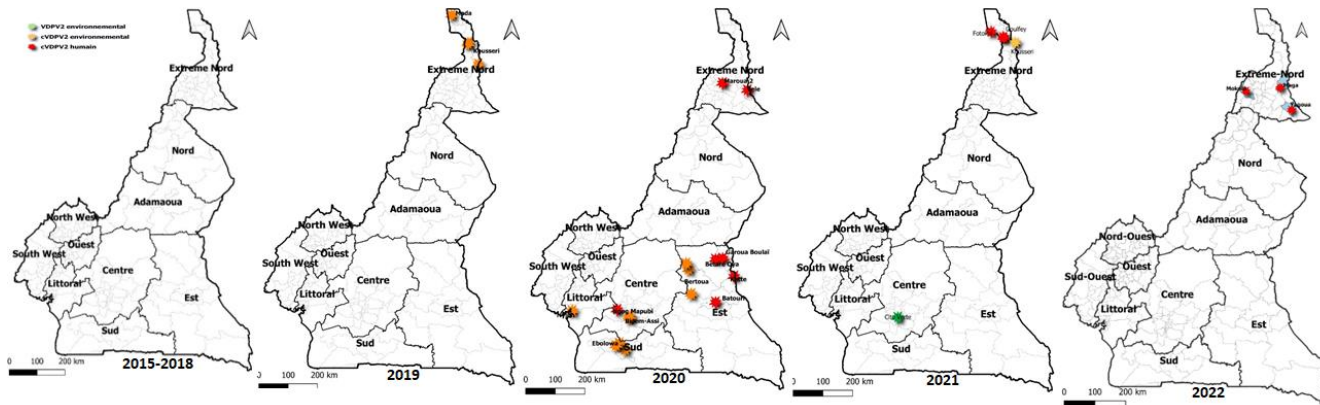 VDPV2 environnemental
cVDPV2 environnemental
cVDPV2 humain
Extreme Nord
Nord
Adamaoua
North West
Ouest
South West
Centre
Littoral
Est
Sud
0 100 200 km
2015-2018
Mada
Kousseri
Extreme Nord
Nord
Adamaoua
North West
Ouest
South West
Centre
Littoral
Est
Sud
0 100 200 km
2019
Extreme Nord
Maroua 2
Nord
Adamaoua
North West
Ouest
South West
Centre
Littoral
Garoua Boulai
Bertoua
Batouri
Est
Ebolowa
Sud
0 100 200 km
2020
Goulfey
Kousseri
Extreme Nord
Nord
Adamaoua
North West
Ouest
South West
Centre
Littoral
Est
Sud
0 100 200 km
2021
Extreme-Nord
Nord
Adamaoua
Nord-Ouest
Ouest
Sud-Ouest
Centre
Littoral
Est
Sud
0 100 200 km
2022